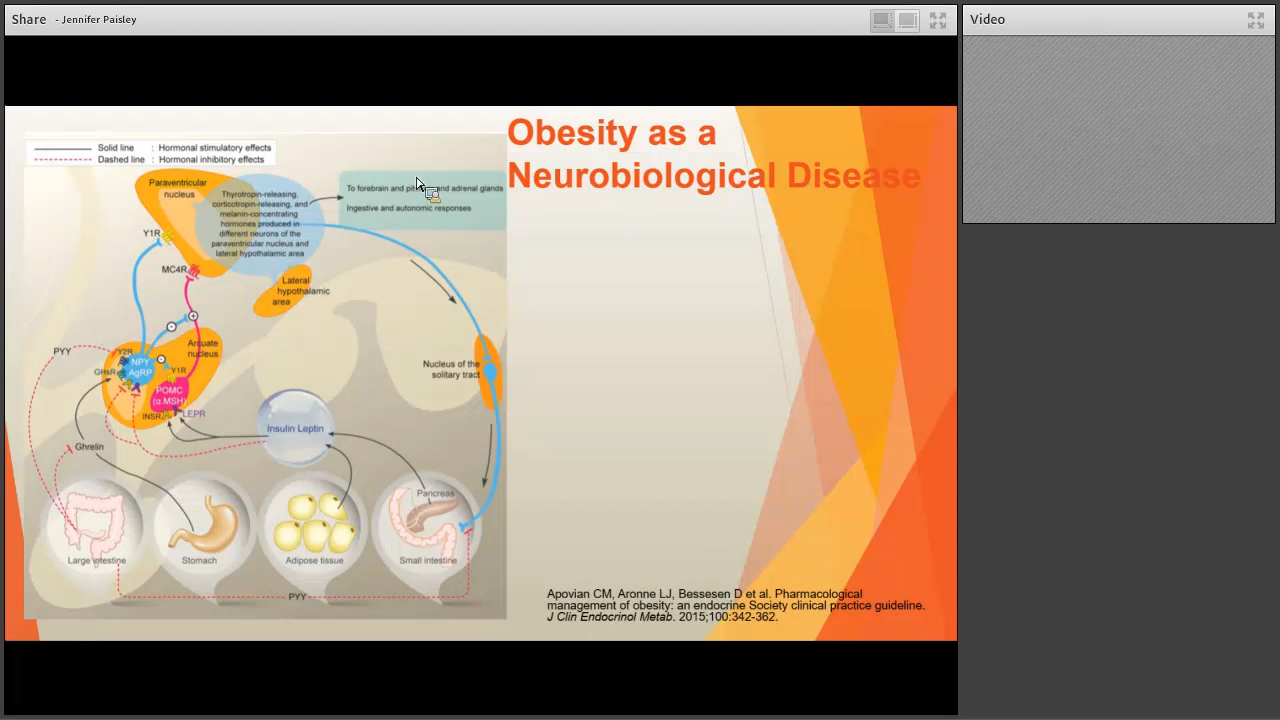 Share - Jennifer Paisley
Video
Obesity as a
Neurobiological Disease
Solid line : Hormonal stimulatory effects
Dashed line : Hormonal inhibitory effects
Paraventricular
nucleus
Thyrotropin-releasing,
corticotropin-releasing, and
melanin-concentrating
hormones produced in
different neurons of the
paraventricular nucleus and
lateral hypothalamic area
To forebrain and and adrenal glands
Ingestive and autonomic responses
Y1R
MC4R
Lateral
hypothalamic
area
Arcuate
nucleus
PYY
Y2R
NPY
AgRP
GHsR
Y1R
POMC
(α.MSH)
INSR
LEPR
Nucleus of the
solitary tract
Insulin Leptin
Ghrelin
Pancreas
Large intestine
Stomach
Adipose tissue
Small intestine
PYY
Apovian CM, Aronne LJ, Bessesen D et al. Pharmacological
management of obesity: an endocrine Society clinical practice guideline.
J Clin Endocrinol Metab. 2015;100:342-362.